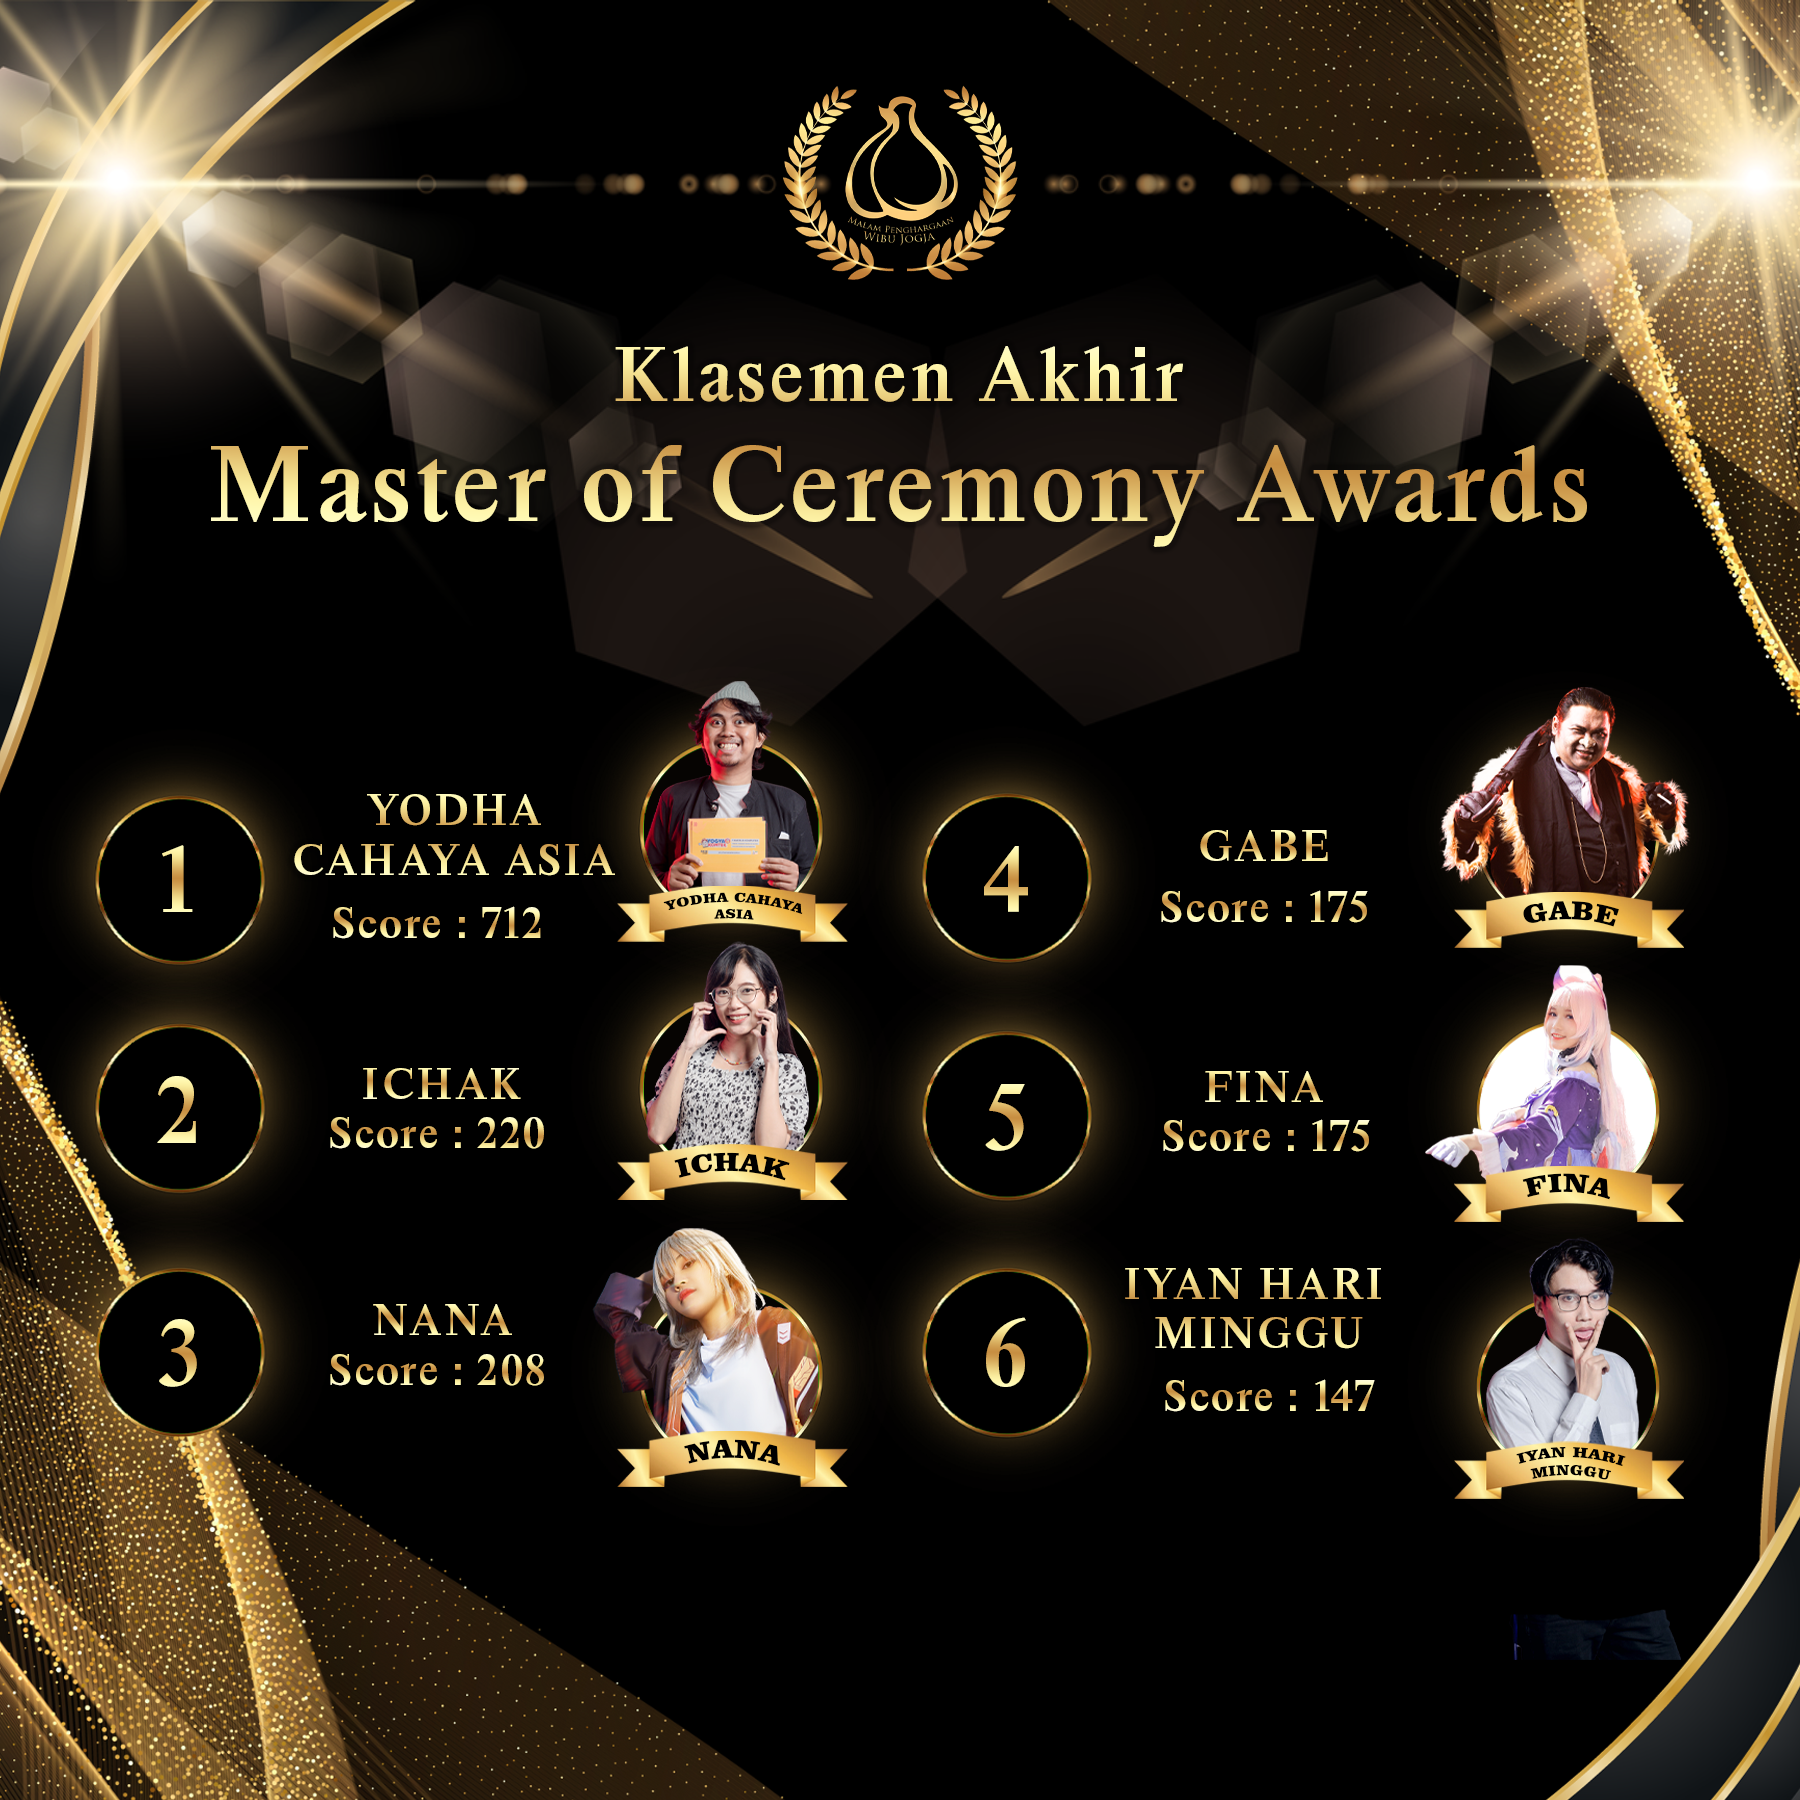 MALAM PENGHARGAAN
WIBU JOGJA
Klasemen Akhir
Master of Ceremony Awards
1
YODHA
CAHAYA ASIA
Score : 712
YODHA CAHAYA
ASIA
2
ICHAK
Score : 220
ICHAK
3
NANA
Score : 208
NANA
4
GABE
Score : 175
GABE
5
FINA
Score : 175
FINA
6
IYAN HARI
MINGGU
Score : 147
IYAN HARI
MINGGU